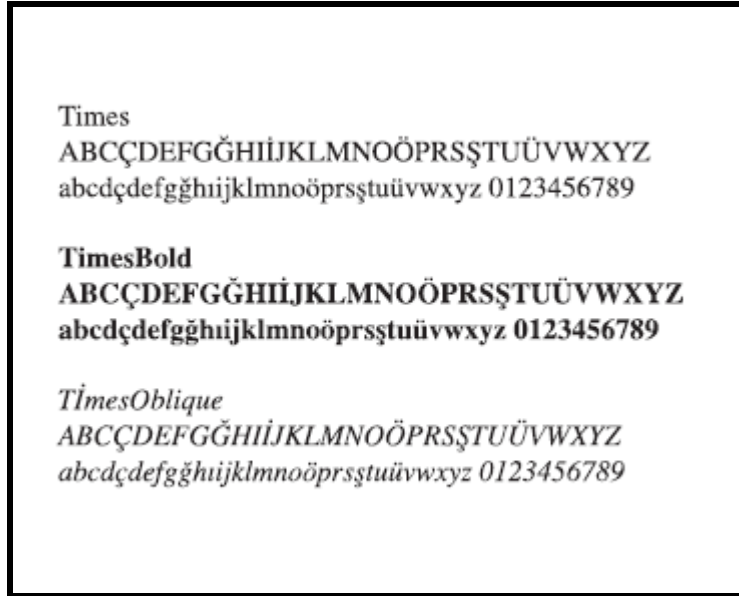 Times
ABCÇDEFGĞHIİJKLMNOÖPRSŞTUÜVWXYZ
abcdçdefgğhıijklmnoöprsştuüvwxyz 0123456789
TimesBold
ABCÇDEFGĞHIİJKLMNOÖPRSŞTUÜVWXYZ
abcdçdefgğhıijklmnoöprsştuüvwxyz 0123456789
TİmesOblique
ABCÇDEFGĞHIİJKLMNOÖPRSŞTUÜVWXYZ
abcdçdefgğhıijklmnoöprsştuüvwxyz 0123456789